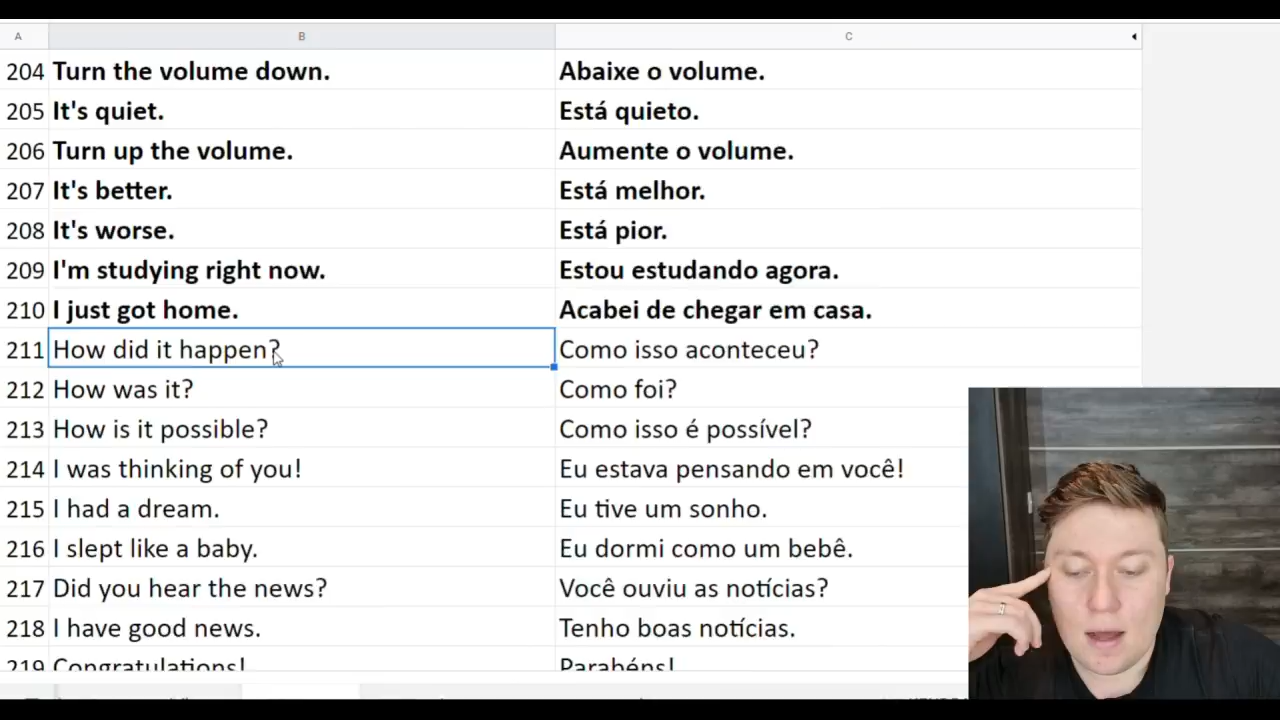 A B C
204 Turn the volume down. Abaixe o volume.
205 It's quiet. Está quieto.
206 Turn up the volume. Aumente o volume.
207 It's better. Está melhor.
208 It's worse. Está pior.
209 I'm studying right now. Estou estudando agora.
210 I just got home. Acabei de chegar em casa.
211 How did it happen? Como isso aconteceu?
212 How was it? Como foi?
213 How is it possible? Como isso é possível?
214 I was thinking of you! Eu estava pensando em você!
215 I had a dream. Eu tive um sonho.
216 I slept like a baby. Eu dormi como um bebê.
217 Did you hear the news? Você ouviu as notícias?
218 I have good news. Tenho boas notícias.
219 Congratulations! Parabéns!